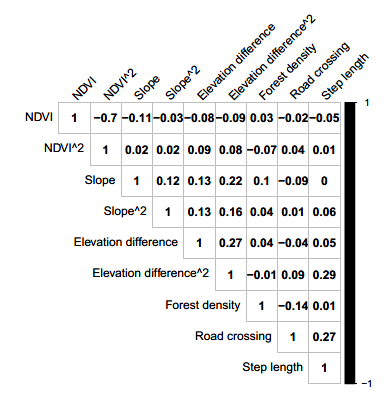 NDVI NDVI^2 Slope Slope^2 Elevation difference Elevation difference^2 Forest density Road crossing Step length
1
NDVI 1 −0.7 −0.11 −0.03 −0.08 −0.09 0.03 −0.02 −0.05
NDVI^2 1 0.02 0.02 0.09 0.08 −0.07 0.04 0.01
Slope 1 0.12 0.13 0.22 0.1 −0.09 0
Slope^2 1 0.13 0.16 0.04 0.01 0.06
Elevation difference 1 0.27 0.04 −0.04 0.05
Elevation difference^2 1 −0.01 0.09 0.29
Forest density 1 −0.14 0.01
Road crossing 1 0.27
Step length 1
−1